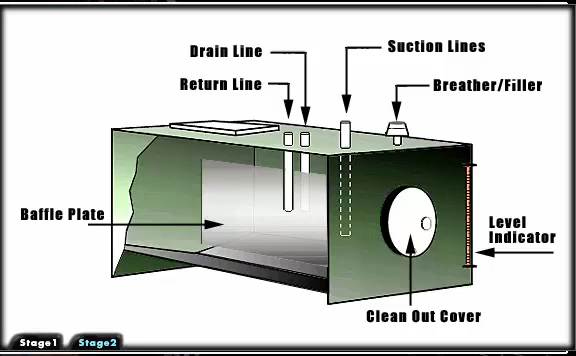 Drain Line
Suction Lines
Return Line
Breather/Filler
Baffle Plate
Level
Indicator
Clean Out Cover
Stage1
Stage2